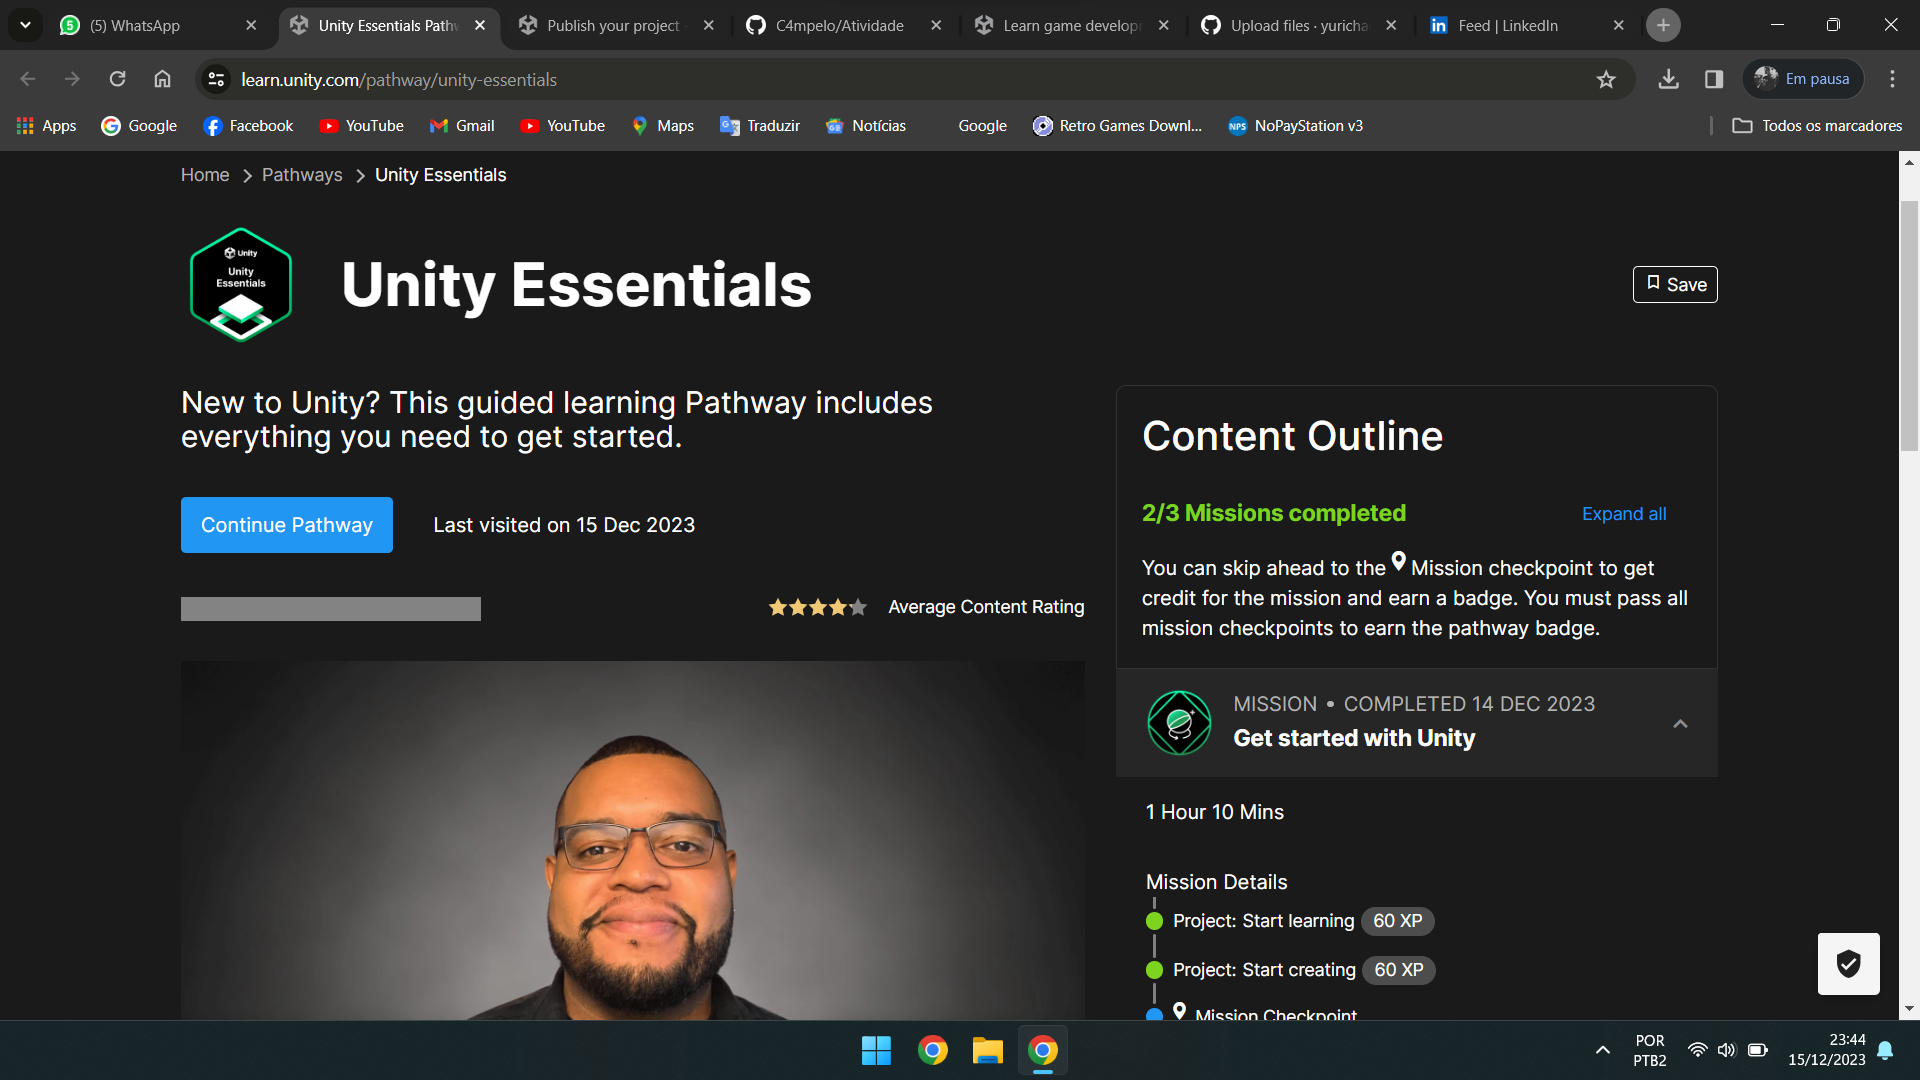 (5) WhatsApp
Unity Essentials Pathw
Publish your project -
C4mpelo/Atividade
Learn game developm
Upload files · yuricha
Feed | LinkedIn
learn.unity.com/pathway/unity-essentials
Em pausa
Apps
Google
Facebook
YouTube
Gmail
YouTube
Maps
Traduzir
Notícias
Google
Retro Games Downl...
NPS
NoPayStation v3
Todos os marcadores
Home
Pathways
Unity Essentials
Unity
Unity
Essentials
Unity Essentials
Save
New to Unity? This guided learning Pathway includes
everything you need to get started.
Continue Pathway
Last visited on 15 Dec 2023
Average Content Rating
Content Outline
2/3 Missions completed
Expand all
You can skip ahead to the Mission checkpoint to get
credit for the mission and earn a badge. You must pass all
mission checkpoints to earn the pathway badge.
MISSION • COMPLETED 14 DEC 2023
Get started with Unity
1 Hour 10 Mins
Mission Details
Project: Start learning 60 XP
Project: Start creating 60 XP
Mission Checkpoint
POR
PTB2
23:44
15/12/2023